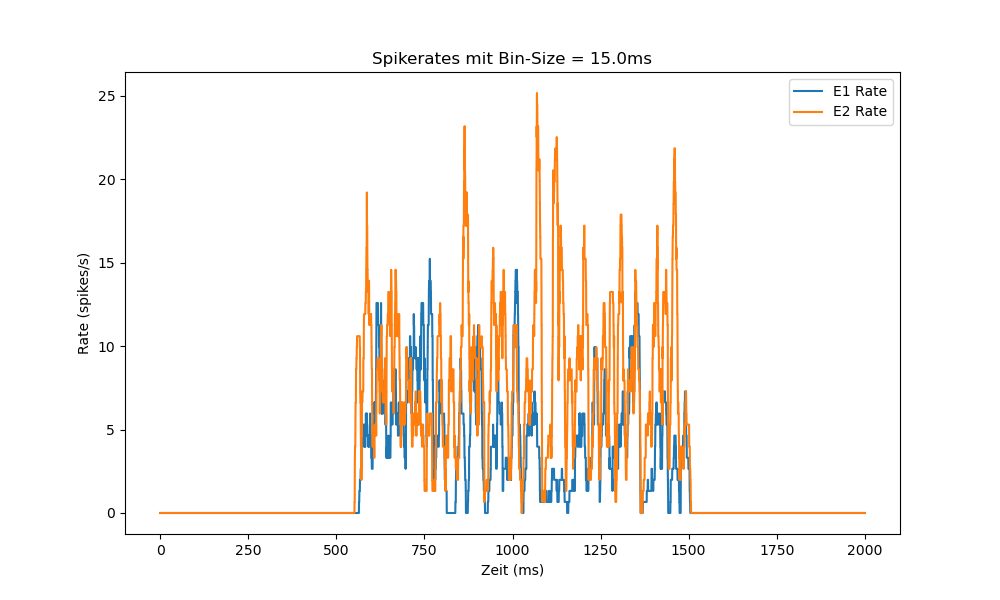 Spikerates mit Bin-Size = 15.0ms
E1 Rate
E2 Rate
Rate (spikes/s)
25
20
15
10
5
0
0 250 500 750 1000 1250 1500 1750 2000
Zeit (ms)